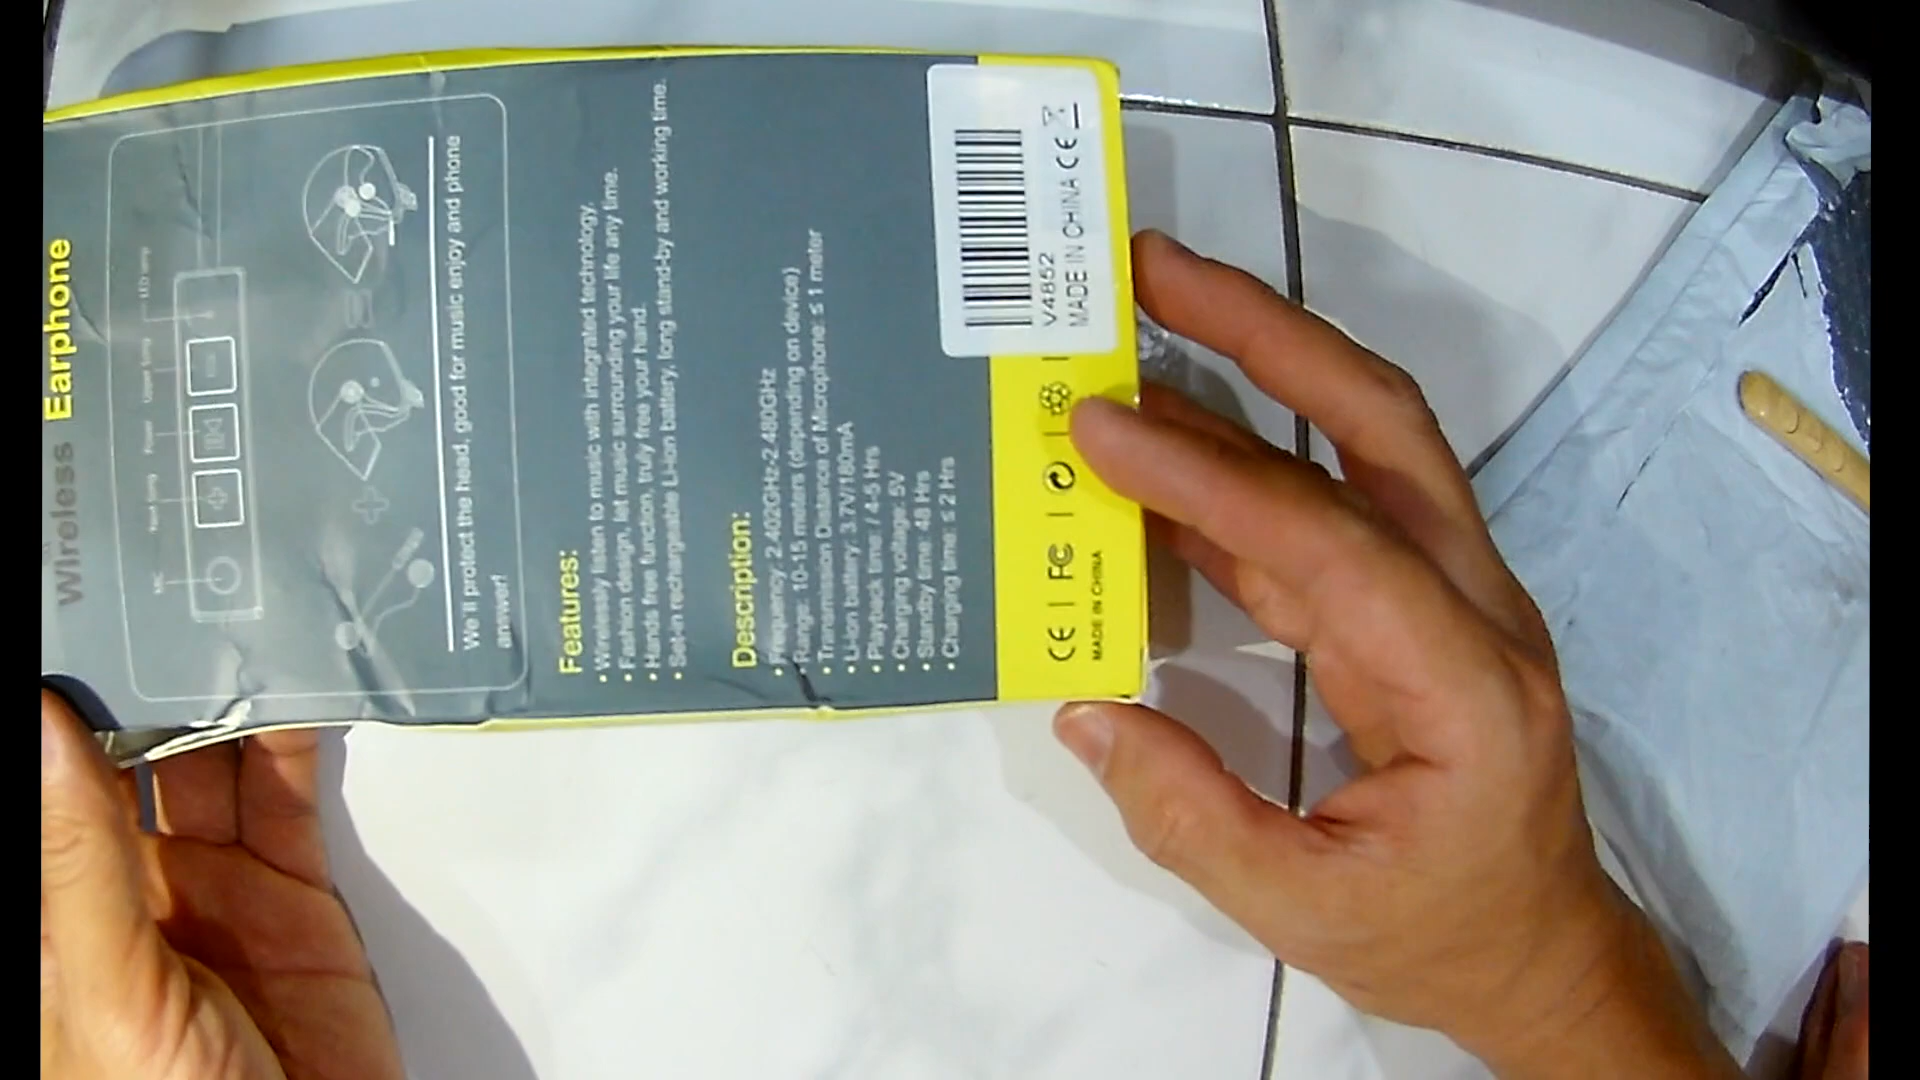 Wireless Earphone
MIC
Power
LED lamp
We'll protect the head, good for music enjoy and phone
answer!
Features:
• Wirelessly listen to music with integrated technology,
• Fashion design, let music surrounding your life any time.
• Hands free function, truly free your hand.
• Set-in rechargeable Li-ion battery, long stand-by and working time.
Description:
• Frequency: 2.402GHz-2.480GHz
• Range: 10-15 meters (depending on device)
• Transmission Distance of Microphone: ≤ 1 meter
• Li-ion battery: 3.7V/180mA
• Playback time: / 4-5 Hrs
• Charging voltage: 5V
• Standby time: 48 Hrs
• Charging time: ≤ 2 Hrs
V4852
MADE IN CHINA CE
CE | FC
MADE IN CHINA